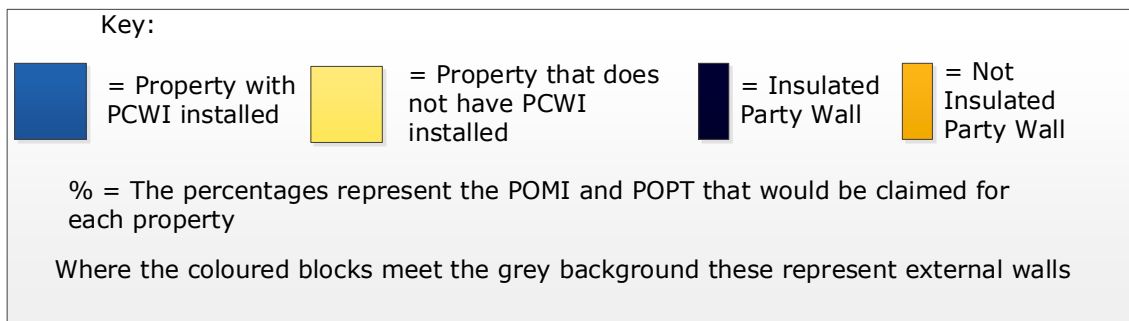 Key:
= Property with
PCWI installed
= Property that does
not have PCWI
installed
= Insulated
Party Wall
= Not
Insulated
Party Wall
% = The percentages represent the POMI and POPT that would be claimed for
each property
Where the coloured blocks meet the grey background these represent external walls